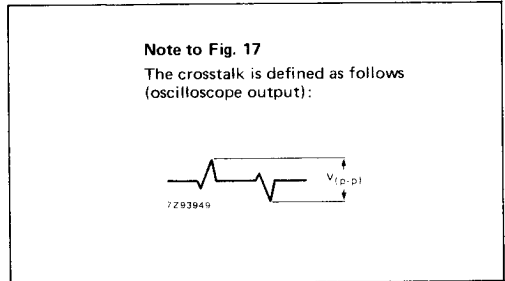 Note to Fig. 17
The crosstalk is defined as follows
(oscilloscope output):
V(p-p)
7Z93949